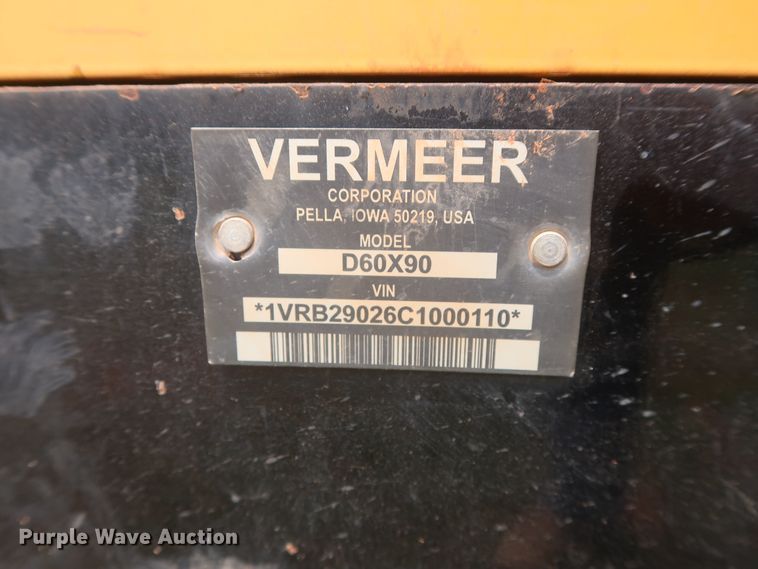 VERMEER
CORPORATION
PELLA, IOWA 50219, USA
MODEL
D60X90
VIN
*1VRB29026C1000110*
Purple Wave Auction